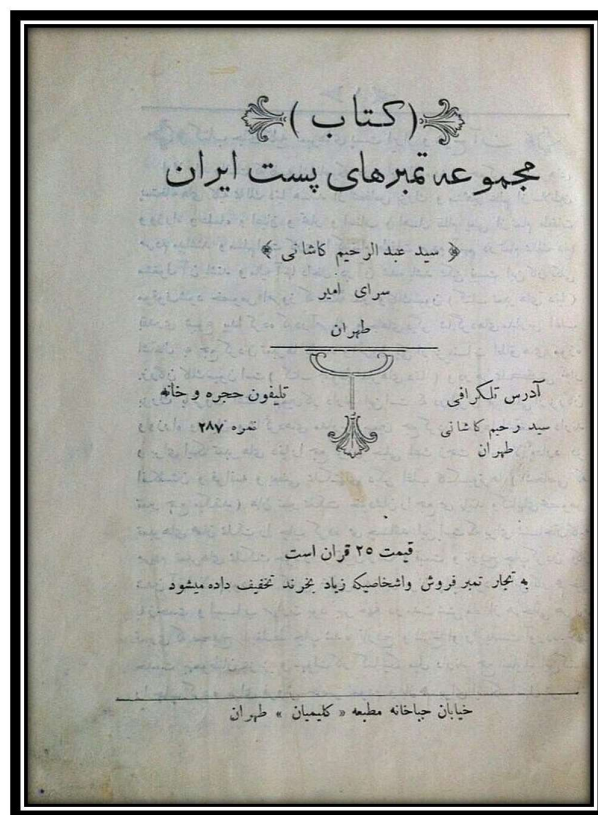 (کتاب)
مجموعه تمبرهای پست ایران
﴿ سید عبدالرحیم کاشانی ﴾
سرای امیر
طهران
آدرس تلگرافی
سید رحیم کاشانی
طهران
تلیفون حجره و خانه
نمره ۲۸۷
قیمت ۲۵ قران است
به تجار تمبر فروش واشخاصیکه زیاد بخرند تخفیف داده میشود
خیابان جباخانه مطبعه « کلیمیان » طهران